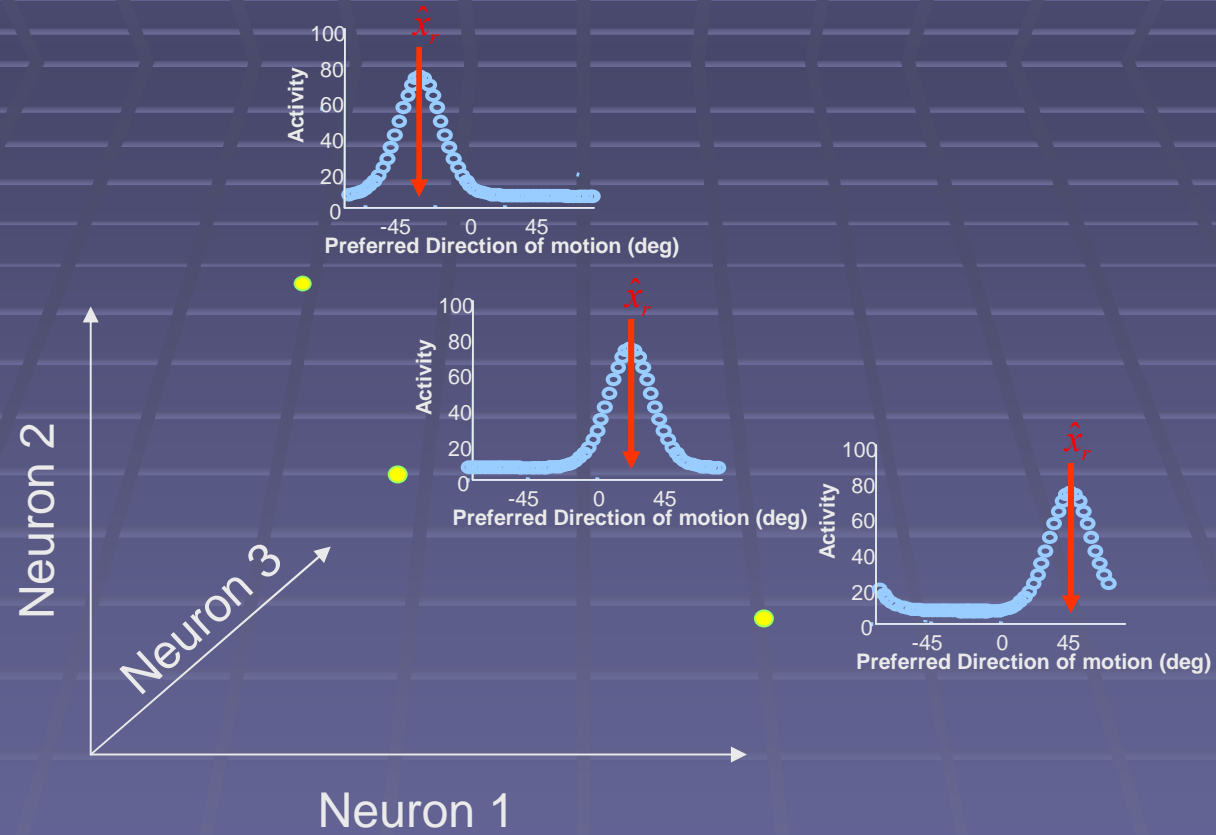 x̂r
100
80
60
40
20
0
Activity
-45 0 45
Preferred Direction of motion (deg)
x̂r
100
80
60
40
20
0
Activity
-45 0 45
Preferred Direction of motion (deg)
x̂r
100
80
60
40
20
0
Activity
-45 0 45
Preferred Direction of motion (deg)
Neuron 2
Neuron 3
Neuron 1